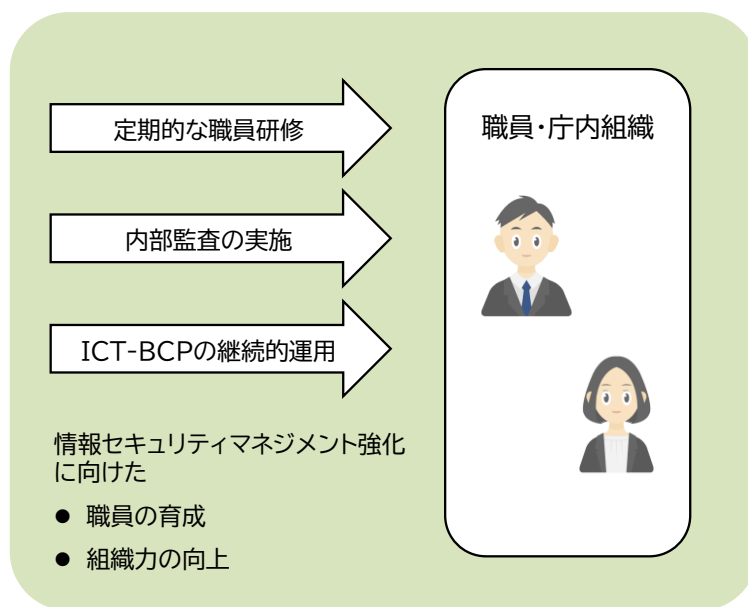 定期的な職員研修
職員・庁内組織
内部監査の実施
ICT-BCPの継続的運用
情報セキュリティマネジメント強化
に向けた
● 職員の育成
● 組織力の向上